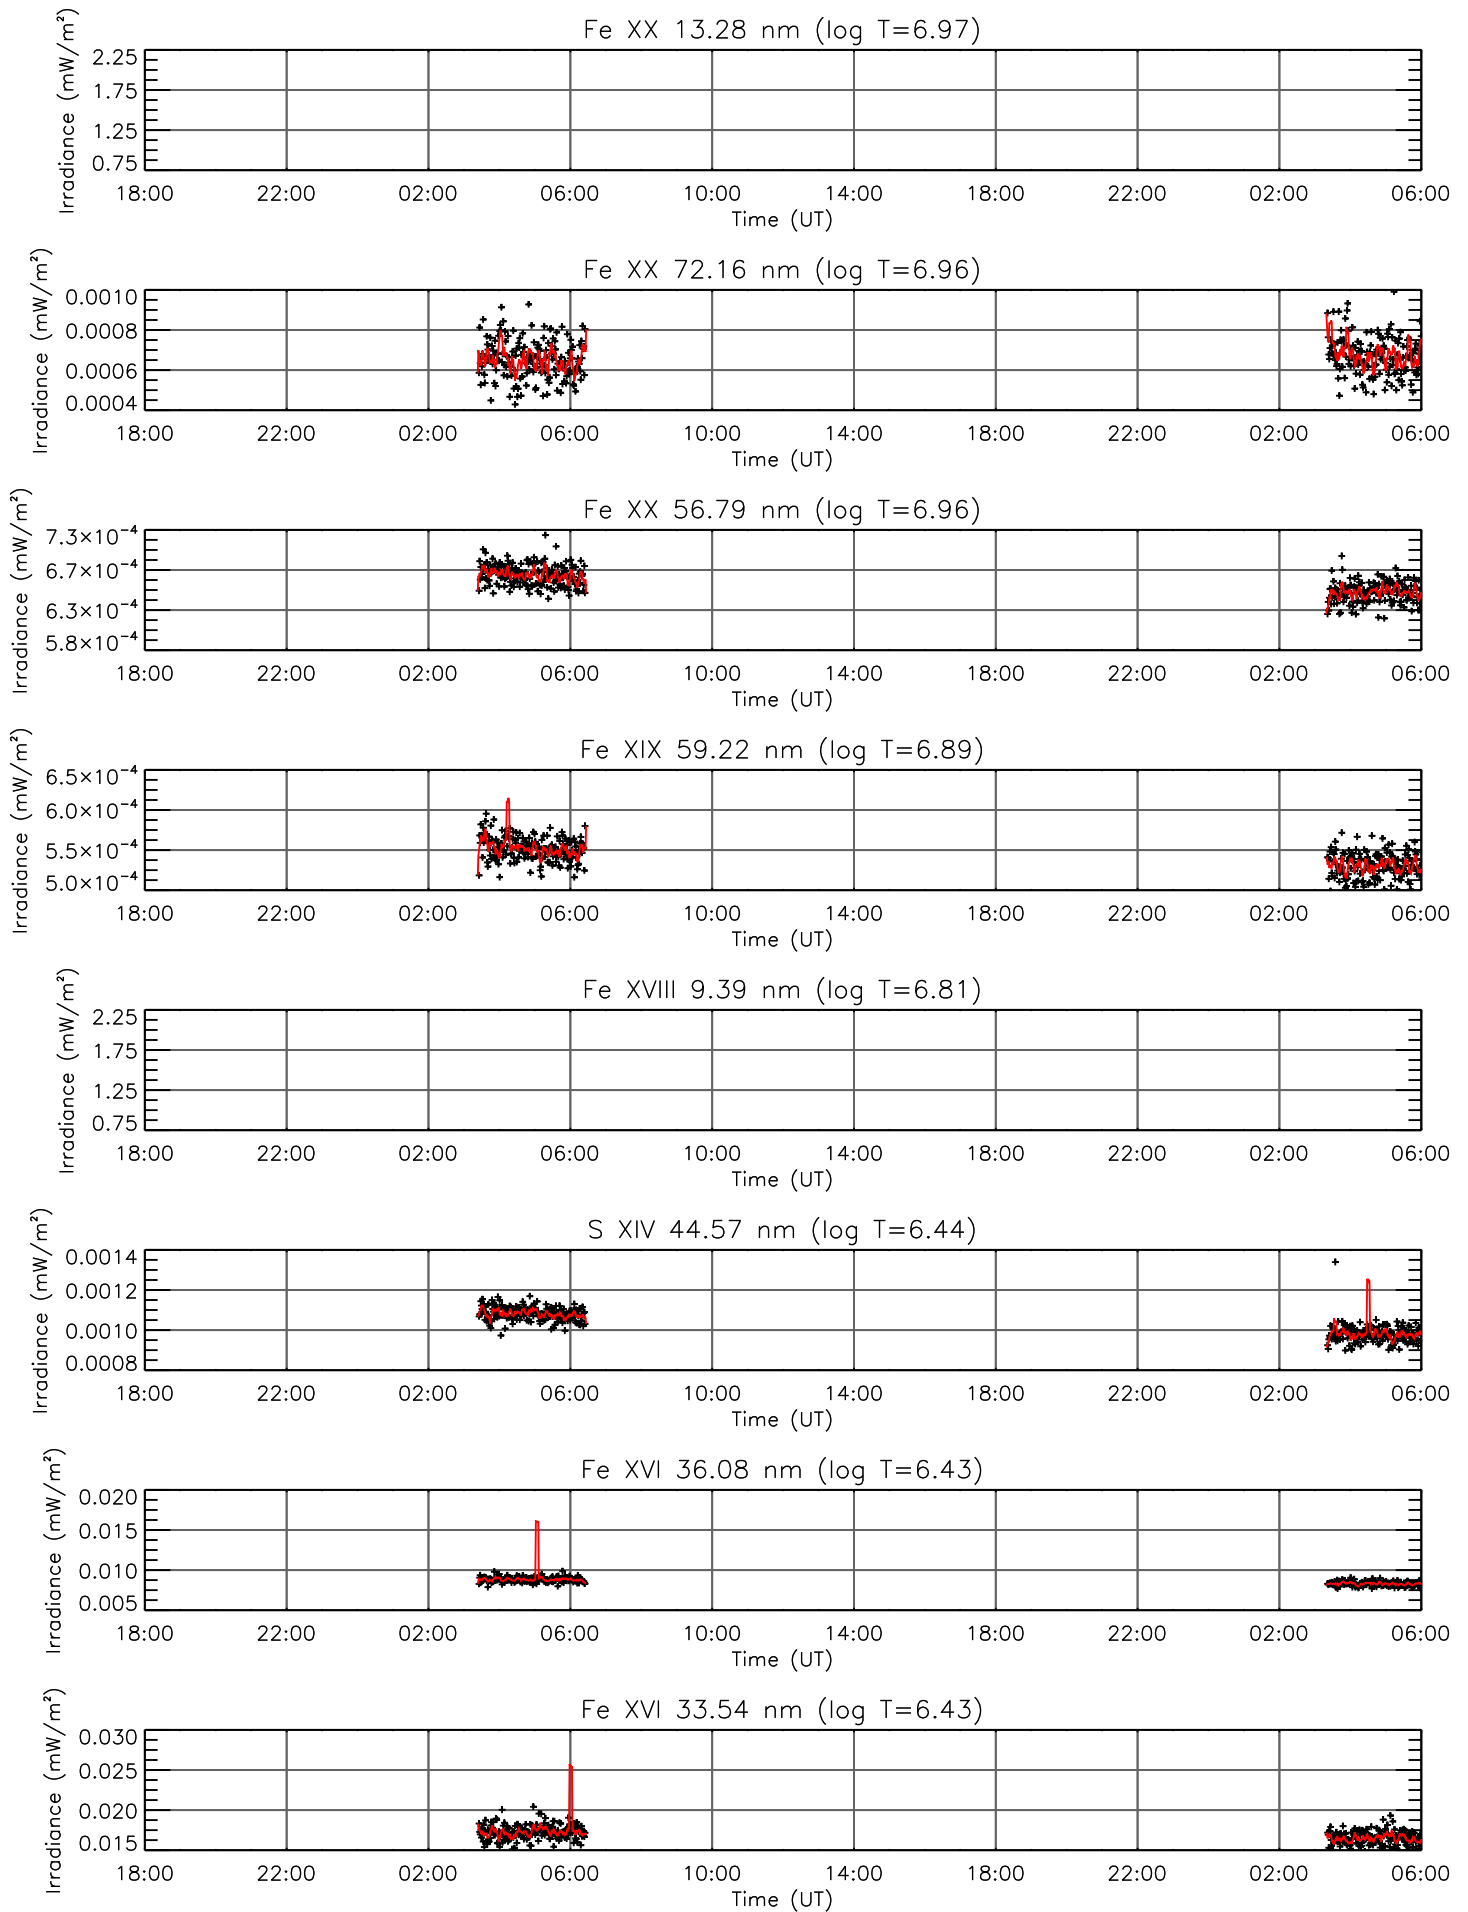 Fe XX 13.28 nm (log T=6.97)
Irradiance (mW/m²)
2.25
1.75
1.25
0.75
18:00 22:00 02:00 06:00 10:00 14:00 18:00 22:00 02:00 06:00
Time (UT)
Fe XX 72.16 nm (log T=6.96)
Irradiance (mW/m²)
0.0010
0.0008
0.0006
0.0004
18:00 22:00 02:00 06:00 10:00 14:00 18:00 22:00 02:00 06:00
Time (UT)
Fe XX 56.79 nm (log T=6.96)
Irradiance (mW/m²)
7.3×10⁻⁴
6.7×10⁻⁴
6.3×10⁻⁴
5.8×10⁻⁴
18:00 22:00 02:00 06:00 10:00 14:00 18:00 22:00 02:00 06:00
Time (UT)
Fe XIX 59.22 nm (log T=6.89)
Irradiance (mW/m²)
6.5×10⁻⁴
6.0×10⁻⁴
5.5×10⁻⁴
5.0×10⁻⁴
18:00 22:00 02:00 06:00 10:00 14:00 18:00 22:00 02:00 06:00
Time (UT)
Fe XVIII 9.39 nm (log T=6.81)
Irradiance (mW/m²)
2.25
1.75
1.25
0.75
18:00 22:00 02:00 06:00 10:00 14:00 18:00 22:00 02:00 06:00
Time (UT)
S XIV 44.57 nm (log T=6.44)
Irradiance (mW/m²)
0.0014
0.0012
0.0010
0.0008
18:00 22:00 02:00 06:00 10:00 14:00 18:00 22:00 02:00 06:00
Time (UT)
Fe XVI 36.08 nm (log T=6.43)
Irradiance (mW/m²)
0.020
0.015
0.010
0.005
18:00 22:00 02:00 06:00 10:00 14:00 18:00 22:00 02:00 06:00
Time (UT)
Fe XVI 33.54 nm (log T=6.43)
Irradiance (mW/m²)
0.030
0.025
0.020
0.015
18:00 22:00 02:00 06:00 10:00 14:00 18:00 22:00 02:00 06:00
Time (UT)